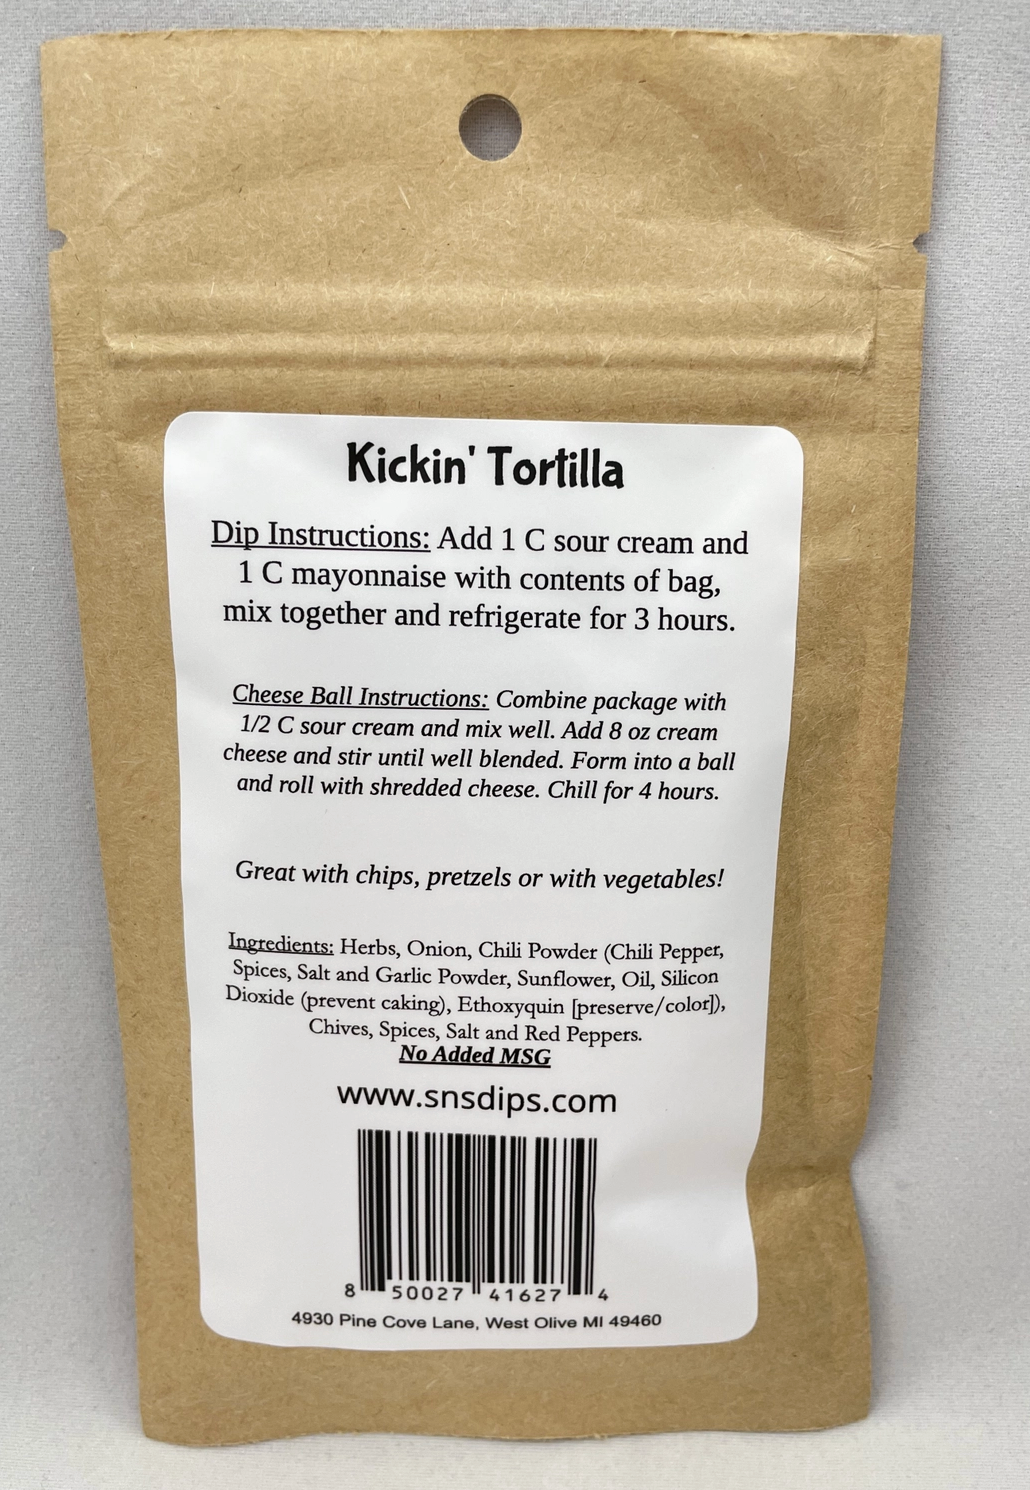 Kickin' Tortilla
Dip Instructions: Add 1 C sour cream and
1 C mayonnaise with contents of bag,
mix together and refrigerate for 3 hours.
Cheese Ball Instructions: Combine package with
1/2 C sour cream and mix well. Add 8 oz cream
cheese and stir until well blended. Form into a ball
and roll with shredded cheese. Chill for 4 hours.
Great with chips, pretzels or with vegetables!
Ingredients: Herbs, Onion, Chili Powder (Chili Pepper,
Spices, Salt and Garlic Powder, Sunflower, Oil, Silicon
Dioxide (prevent caking), Ethoxyquin [preserve/color]),
Chives, Spices, Salt and Red Peppers.
No Added MSG
www.snsdips.com
8 50027 41627 4
4930 Pine Cove Lane, West Olive MI 49460